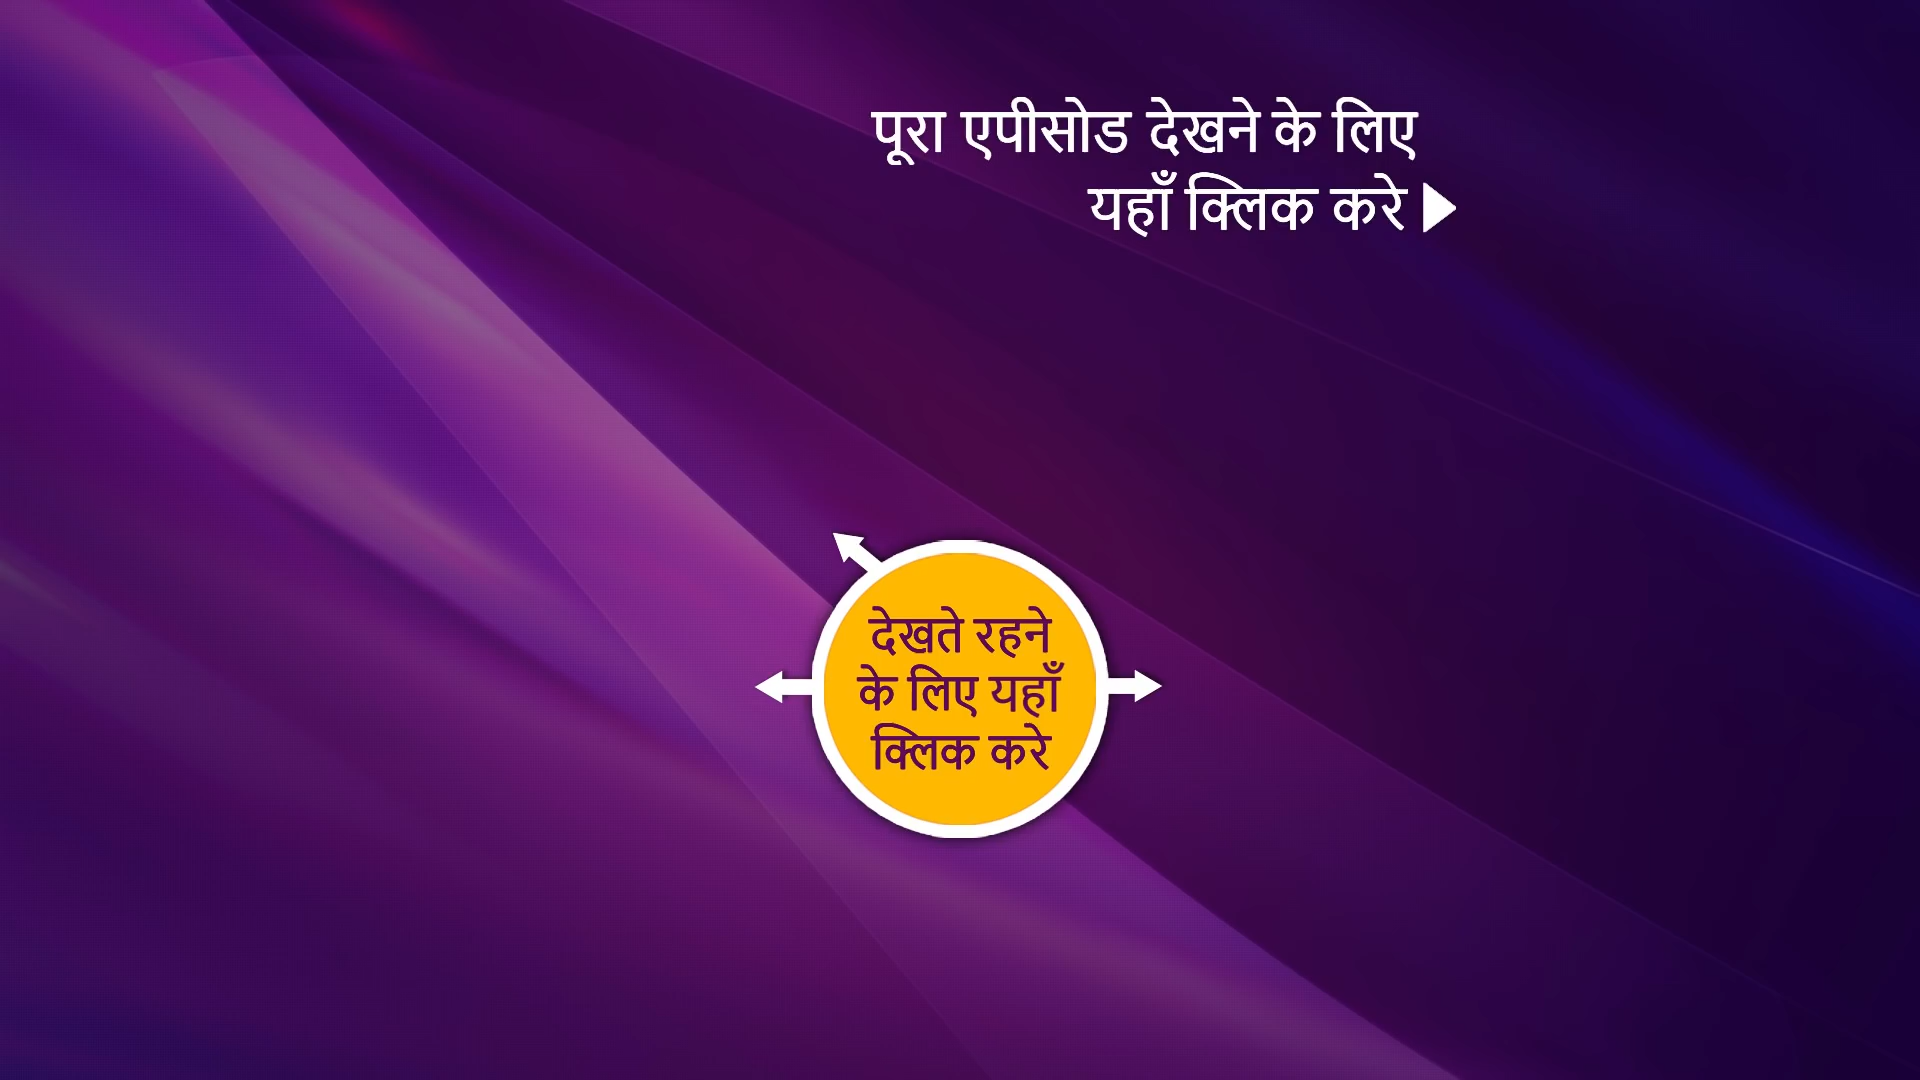 पूरा एपीसोड देखने के लिए
यहाँ क्लिक करे
देखते रहने
के लिए यहाँ
क्लिक करे